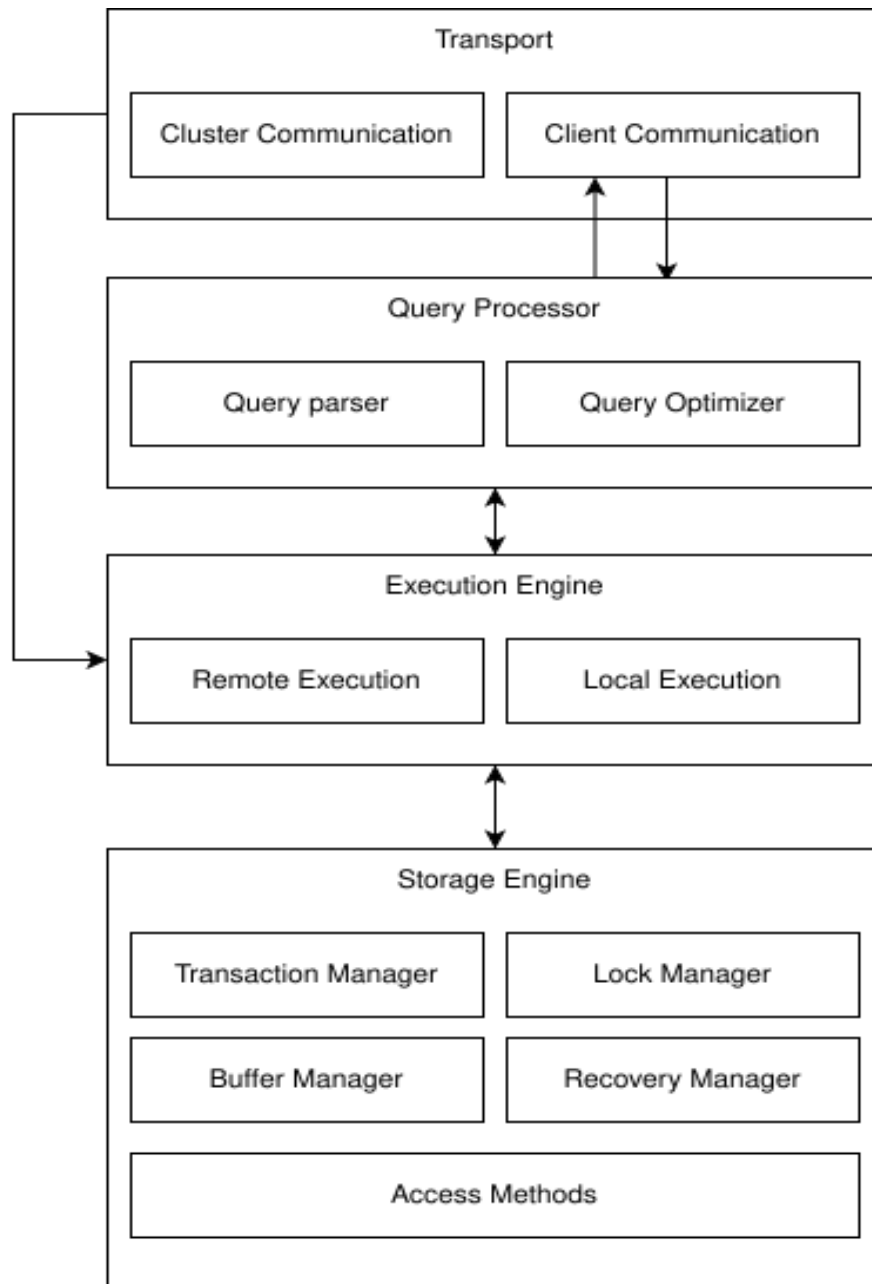 Transport
Cluster Communication
Client Communication
Query Processor
Query parser
Query Optimizer
Execution Engine
Remote Execution
Local Execution
Storage Engine
Transaction Manager
Lock Manager
Buffer Manager
Recovery Manager
Access Methods